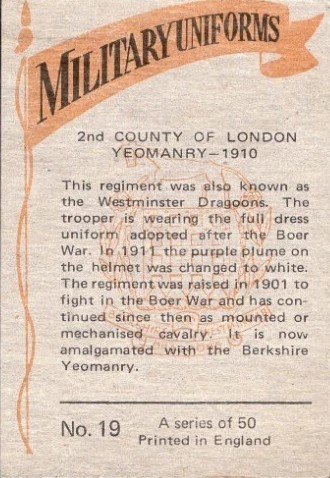 MILITARY UNIFORMS
2nd COUNTY OF LONDON
YEOMANRY—1910
This regiment was also known as
the Westminster Dragoons. The
trooper is wearing the full dress
uniform adopted after the Boer
War. In 1911 the purple plume on
the helmet was changed to white.
The regiment was raised in 1901 to
fight in the Boer War and has con-
tinued since then as mounted or
mechanised cavalry. It is now
amalgamated with the Berkshire
Yeomanry.
No. 19
A series of 50
Printed in England